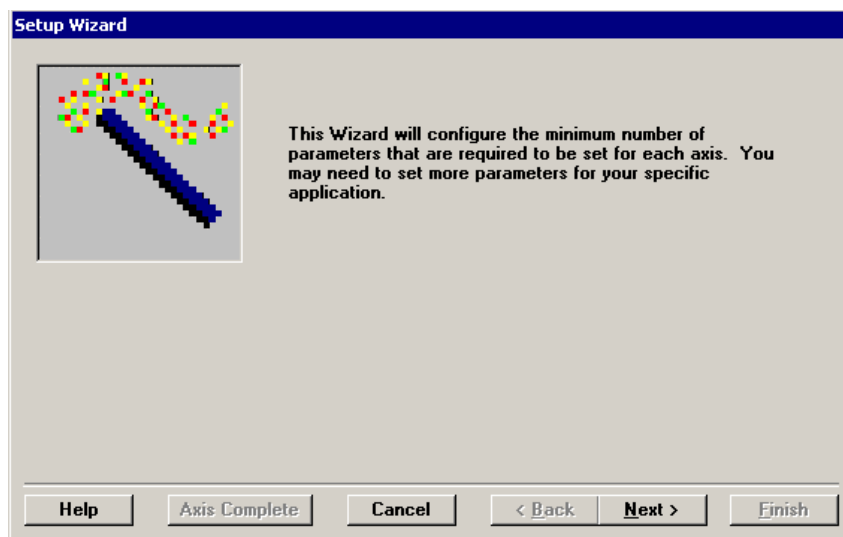 Setup Wizard
This Wizard will configure the minimum number of
parameters that are required to be set for each axis. You
may need to set more parameters for your specific
application.
Help Axis Complete Cancel < Back Next > Finish